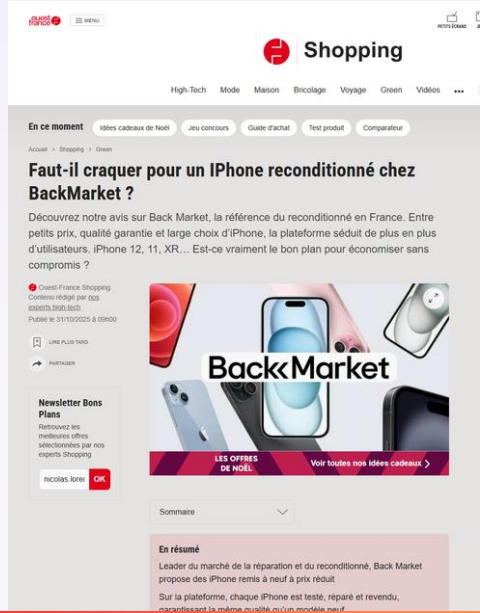 ouest
france
MENU
PETITS ÉCRANS
Shopping
High-Tech Mode Maison Bricolage Voyage Green Vidéos •••
En ce moment Idées cadeaux de Noël Jeu concours Guide d'achat Test produit Comparateur
Accueil > Shopping > Green
Faut-il craquer pour un IPhone reconditionné chez
BackMarket ?
Découvrez notre avis sur Back Market, la référence du reconditionné en France. Entre
petits prix, qualité garantie et large choix d'iPhone, la plateforme séduit de plus en plus
d'utilisateurs. iPhone 12, 11, XR… Est-ce vraiment le bon plan pour économiser sans
compromis ?
Ouest-France Shopping
Contenu rédigé par nos
experts high-tech
Publié le 31/10/2025 à 09h00
LIRE PLUS TARD
PARTAGER
Back Market
LES OFFRES
DE NOËL
Voir toutes nos idées cadeaux >
Newsletter Bons
Plans
Retrouvez les
meilleures offres
sélectionnées par nos
experts Shopping
nicolas.lorei OK
Sommaire
En résumé
Leader du marché de la réparation et du reconditionné, Back Market
propose des iPhone remis à neuf à prix réduit
Sur la plateforme, chaque iPhone est testé, réparé et revendu,
garantissant la même qualité qu'un modèle neuf